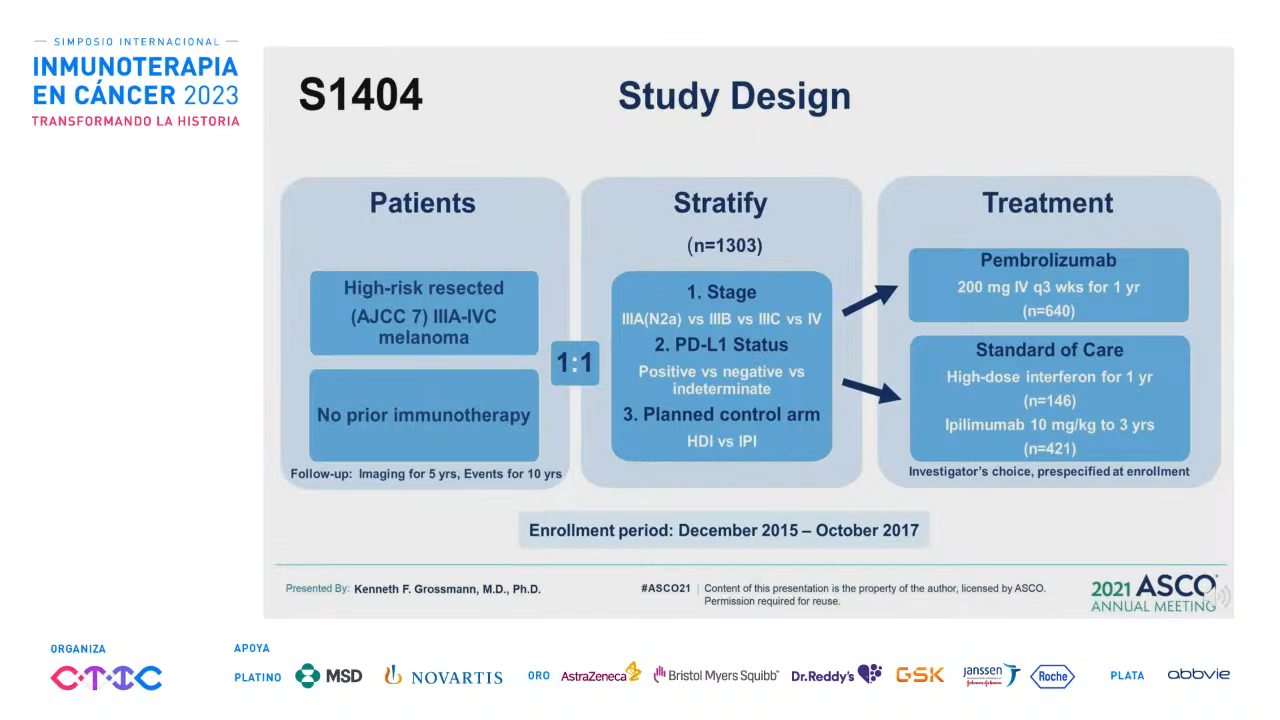 SIMPOSIO INTERNACIONAL
INMUNOTERAPIA
EN CÁNCER 2023
TRANSFORMANDO LA HISTORIA
S1404
Study Design
Patients
High-risk resected
(AJCC 7) IIIA-IVC
melanoma
No prior immunotherapy
Follow-up: Imaging for 5 yrs, Events for 10 yrs
1:1
Stratify
(n=1303)
1. Stage
IIIA(N2a) vs IIIB vs IIIC vs IV
2. PD-L1 Status
Positive vs negative vs
indeterminate
3. Planned control arm
HDI vs IPI
Treatment
Pembrolizumab
200 mg IV q3 wks for 1 yr
(n=640)
Standard of Care
High-dose interferon for 1 yr
(n=146)
Ipilimumab 10 mg/kg to 3 yrs
(n=421)
Investigator's choice, prespecified at enrollment
Enrollment period: December 2015 – October 2017
Presented By: Kenneth F. Grossmann, M.D., Ph.D.
#ASCO21
Content of this presentation is the property of the author, licensed by ASCO.
Permission required for reuse.
2021 ASCO
ANNUAL MEETING
ORGANIZA
CTIC
APOYA
PLATINO
MSD
NOVARTIS
ORO
AstraZeneca
Bristol Myers Squibb
Dr.Reddy's
GSK
Janssen
Johnson & Johnson
Roche
PLATA
abbvie